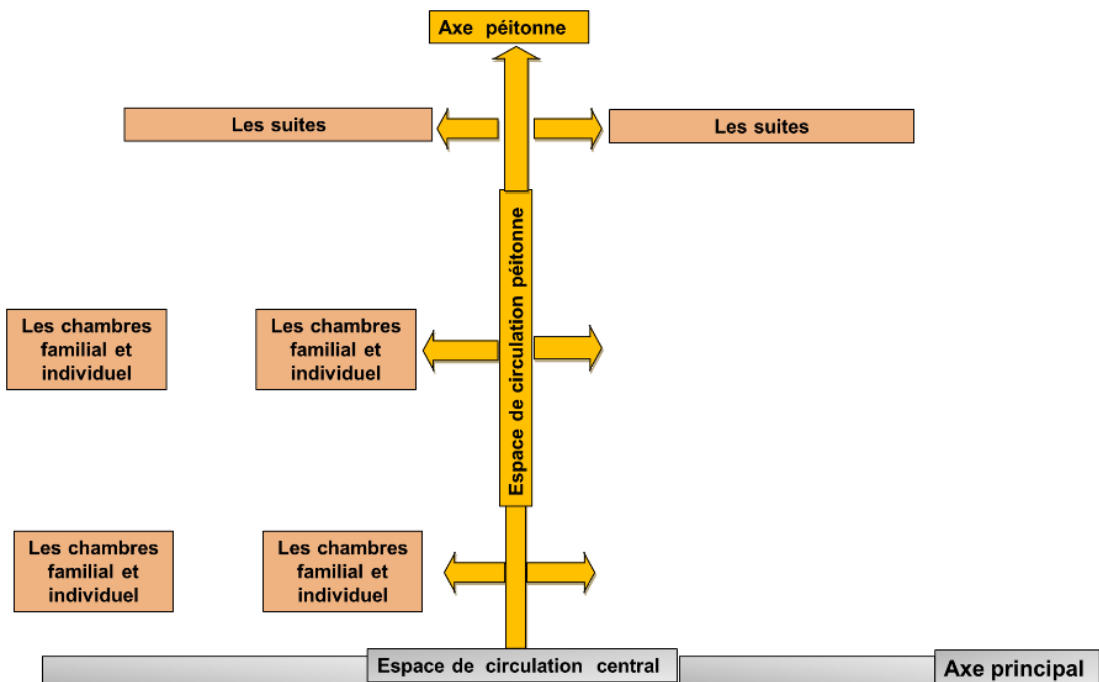 Axe péitonne
Les suites
Les suites
Espace de circulation péitonne
Les chambres
familial et
individuel
Les chambres
familial et
individuel
Les chambres
familial et
individuel
Les chambres
familial et
individuel
Espace de circulation central
Axe principal